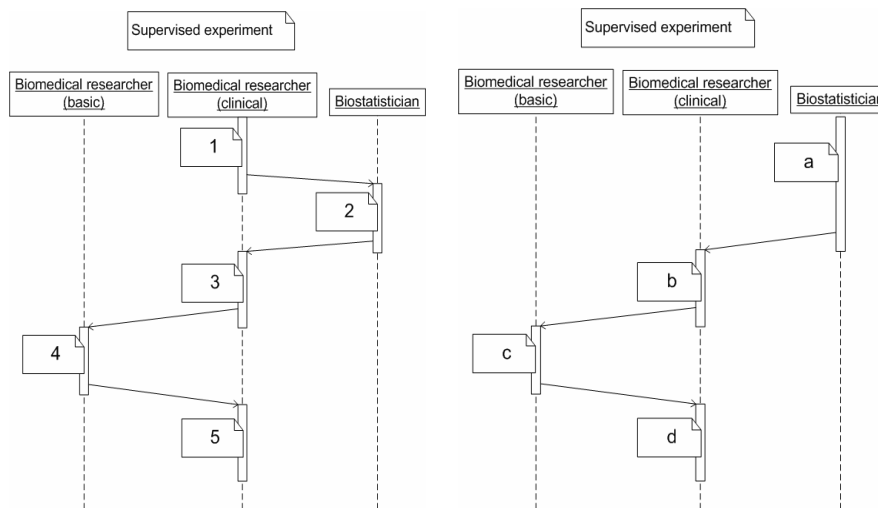 Supervised experiment
Biomedical researcher
(basic)
Biomedical researcher
(clinical)
Biostatistician
1
2
3
4
5
Supervised experiment
Biomedical researcher
(basic)
Biomedical researcher
(clinical)
Biostatistician
a
b
c
d